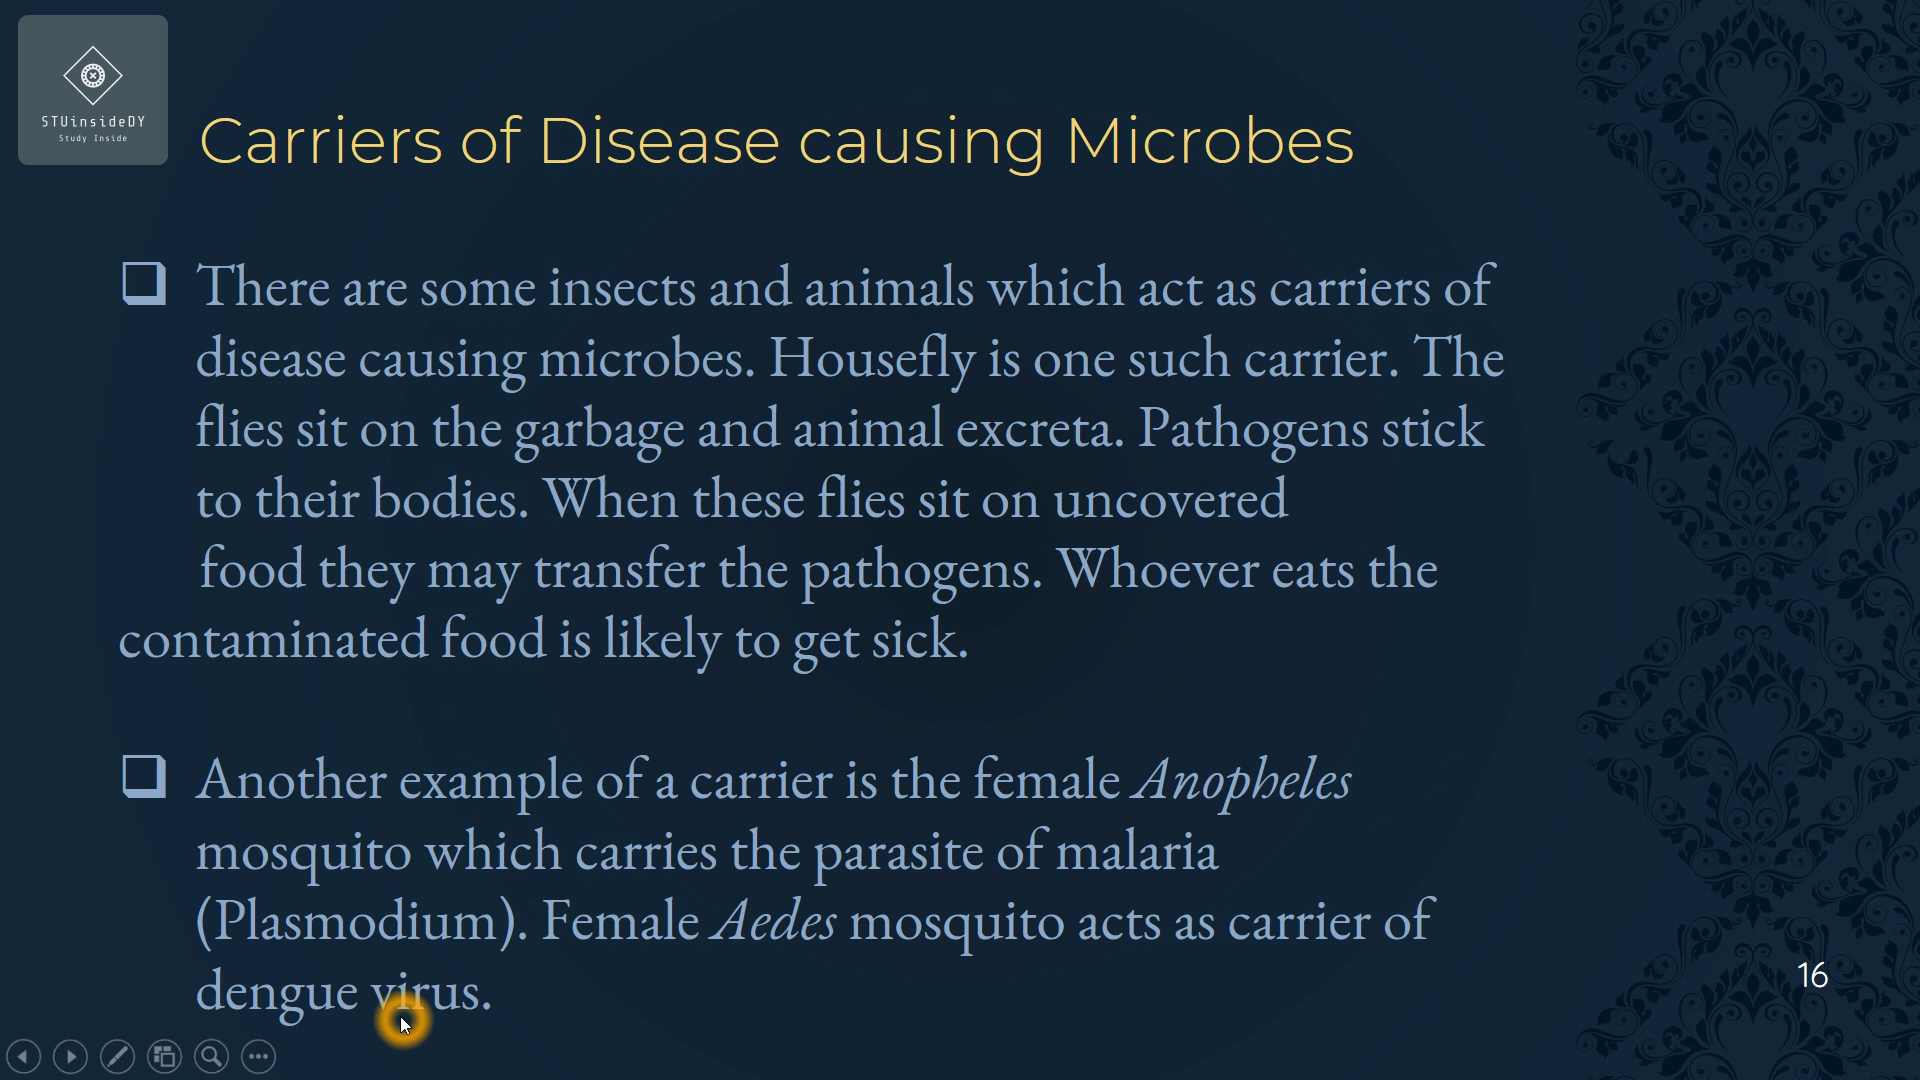 STUinsideDY
Study Inside
Carriers of Disease causing Microbes
There are some insects and animals which act as carriers of
disease causing microbes. Housefly is one such carrier. The
flies sit on the garbage and animal excreta. Pathogens stick
to their bodies. When these flies sit on uncovered
food they may transfer the pathogens. Whoever eats the
contaminated food is likely to get sick.
Another example of a carrier is the female Anopheles
mosquito which carries the parasite of malaria
(Plasmodium). Female Aedes mosquito acts as carrier of
dengue virus.
16